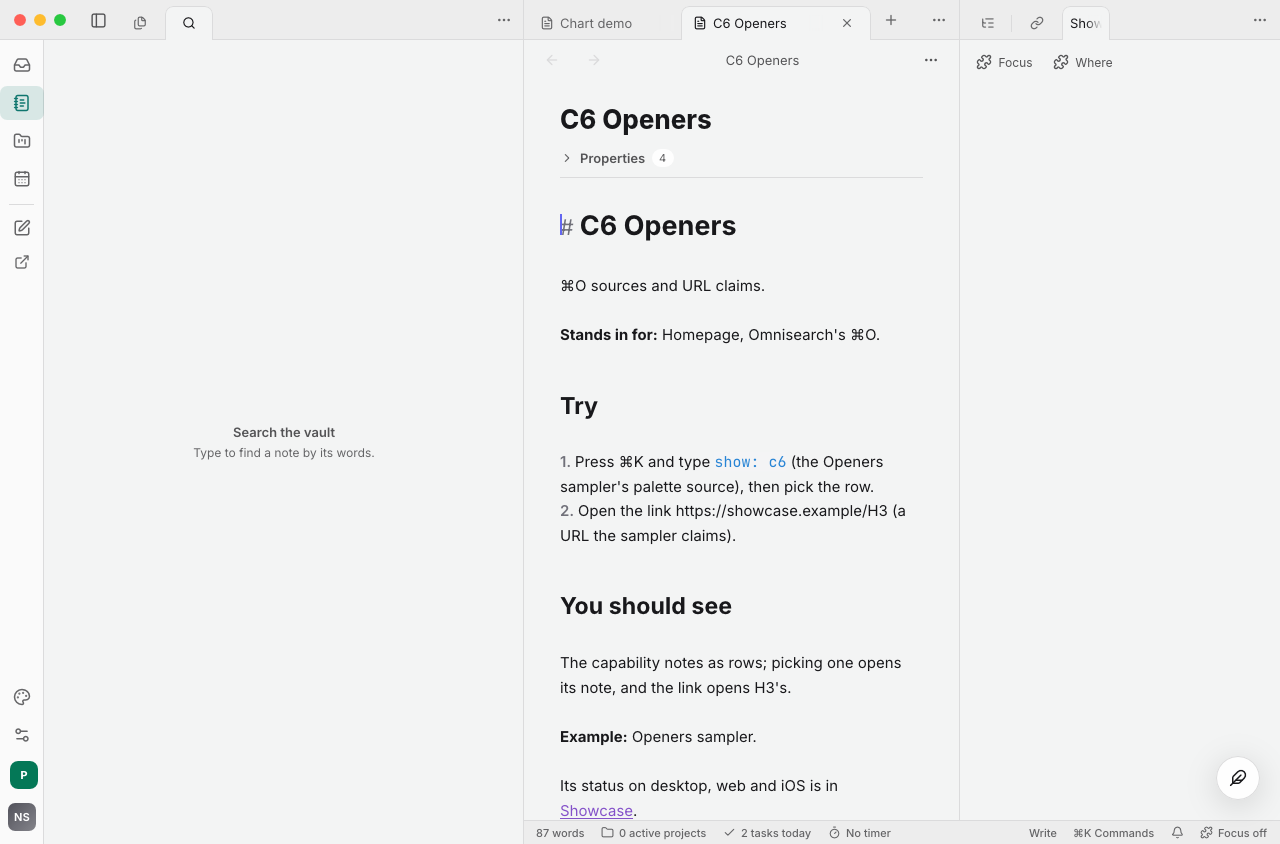 Chart demo
C6 Openers
Show
C6 Openers
Focus
Where
C6 Openers
Properties 4
# C6 Openers
⌘O sources and URL claims.
Stands in for: Homepage, Omnisearch's ⌘O.
Try
1. Press ⌘K and type show: c6 (the Openers
sampler's palette source), then pick the row.
2. Open the link https://showcase.example/H3 (a
URL the sampler claims).
You should see
The capability notes as rows; picking one opens
its note, and the link opens H3's.
Example: Openers sampler.
Its status on desktop, web and iOS is in
Showcase.
Search the vault
Type to find a note by its words.
P
NS
87 words
0 active projects
2 tasks today
No timer
Write
⌘K Commands
Focus off